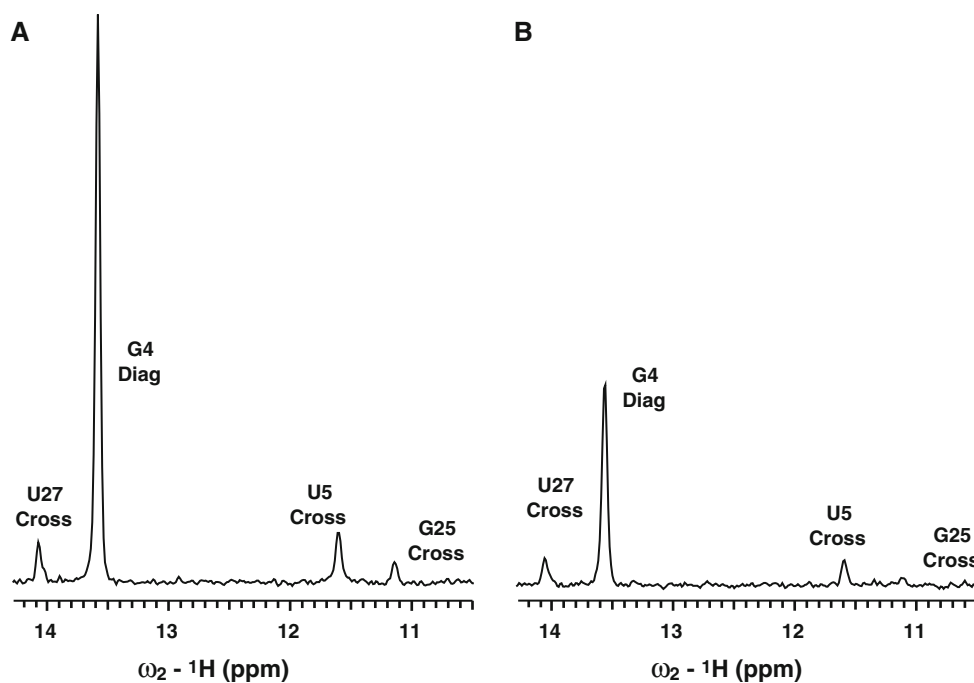 A
G4
Diag
U27
Cross
U5
Cross
G25
Cross
14 13 12 11
ω2 - 1H (ppm)
B
G4
Diag
U27
Cross
U5
Cross
G25
Cross
14 13 12 11
ω2 - 1H (ppm)